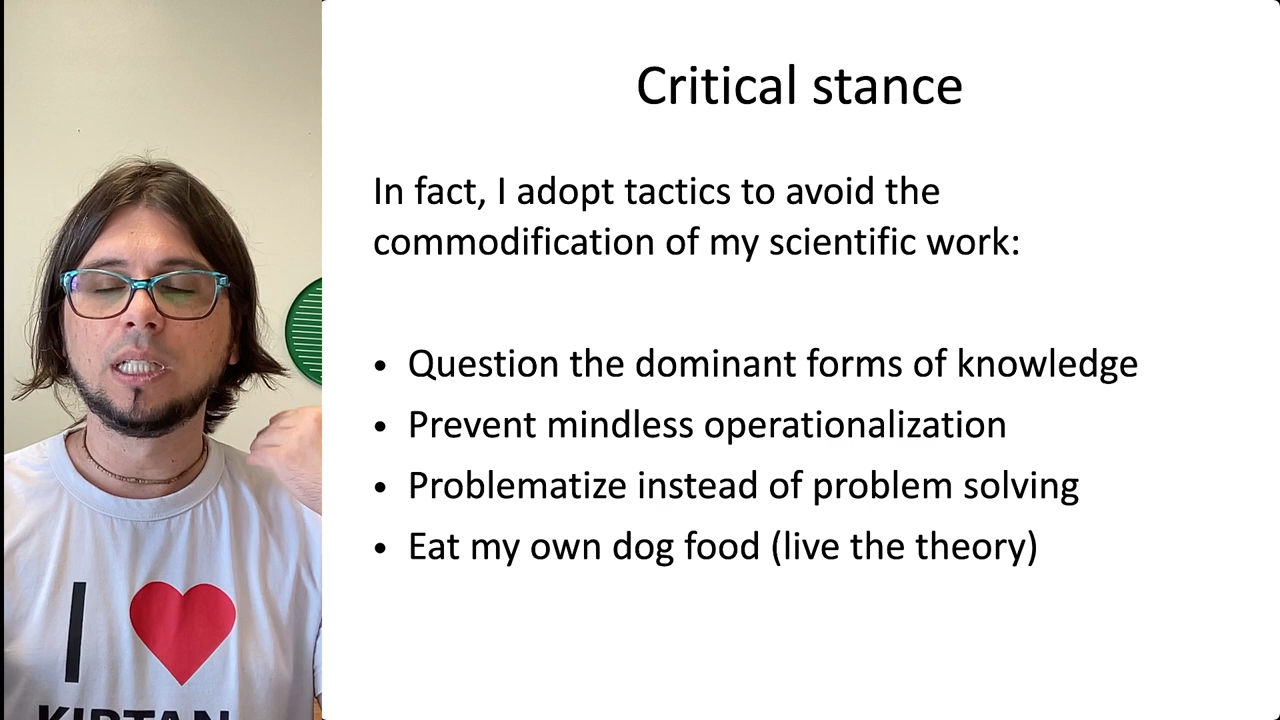 Critical stance
In fact, I adopt tactics to avoid the
commodification of my scientific work:
• Question the dominant forms of knowledge
• Prevent mindless operationalization
• Problematize instead of problem solving
• Eat my own dog food (live the theory)
I
KIRTAN